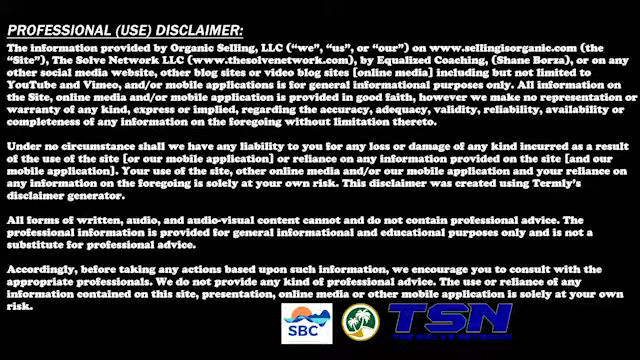 PROFESSIONAL (USE) DISCLAIMER:
The information provided by Organic Selling, LLC (“we”, “us”, or “our”) on www.sellingisorganic.com (the
“Site”), The Solve Network LLC (www.thesolvenetwork.com), by Equalized Coaching, (Shane Borza), or on any
other social media website, other blog sites or video blog sites [online media] including but not limited to
YouTube and Vimeo, and/or mobile applications is for general informational purposes only. All information on
the Site, online media and/or mobile application is provided in good faith, however we make no representation or
warranty of any kind, express or implied, regarding the accuracy, adequacy, validity, reliability, availability or
completeness of any information on the foregoing without limitation thereto.
Under no circumstance shall we have any liability to you for any loss or damage of any kind incurred as a result
of the use of the site [or our mobile application] or reliance on any information provided on the site [and our
mobile application]. Your use of the site, other online media and/or our mobile application and your reliance on
any information on the foregoing is solely at your own risk. This disclaimer was created using Termly’s
disclaimer generator.
All forms of written, audio, and audio-visual content cannot and do not contain professional advice. The
professional information is provided for general informational and educational purposes only and is not a
substitute for professional advice.
Accordingly, before taking any actions based upon such information, we encourage you to consult with the
appropriate professionals. We do not provide any kind of professional advice. The use or reliance of any
information contained on this site, presentation, online media or other mobile application is solely at your own
risk.
SBC
TSN
THE SOLVE NETWORK